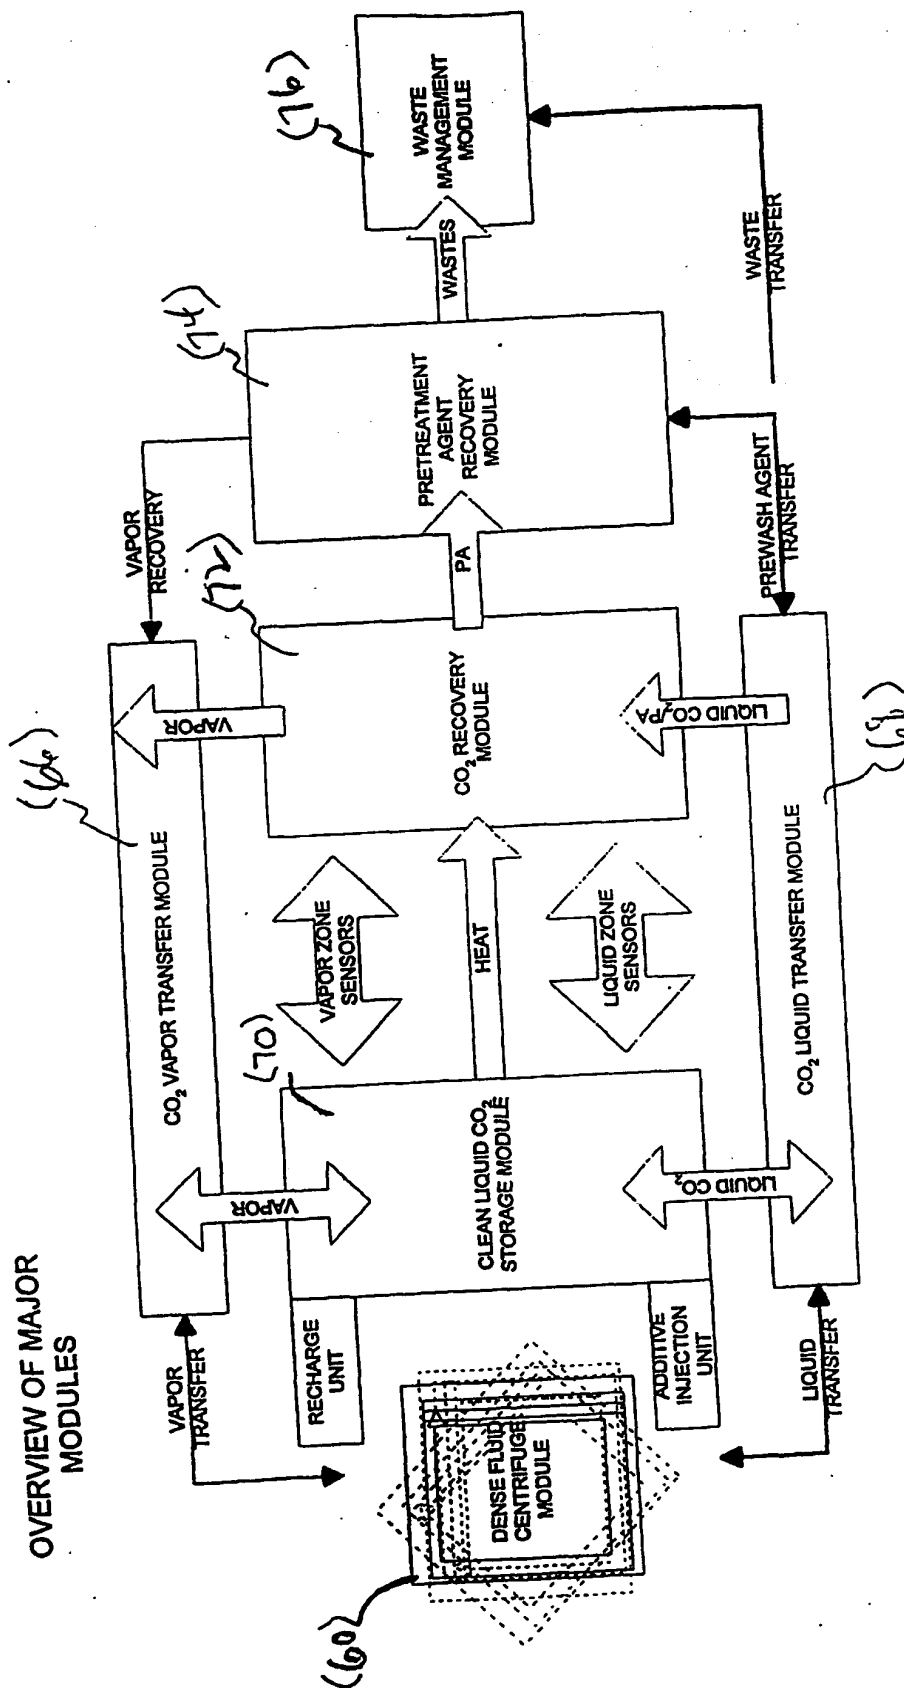 OVERVIEW OF MAJOR
MODULES
(60)
DENSE FLUID
CENTRIFUGE
MODULE
VAPOR
TRANSFER
RECHARGE
UNIT
ADDITIVE
INJECTION
UNIT
LIQUID
TRANSFER
(66)
CO₂ VAPOR TRANSFER MODULE
VAPOR
VAPOR
VAPOR
RECOVERY
(70)
CLEAN LIQUID CO₂
STORAGE MODULE
VAPOR ZONE
SENSORS
HEAT
LIQUID ZONE
SENSORS
(72)
CO₂ RECOVERY
MODULE
PA
(74)
PRETREATMENT
AGENT
RECOVERY
MODULE
WASTES
(76)
WASTE
MANAGEMENT
MODULE
LIQUID CO₂
LIQUID CO₂/PA
CO₂ LIQUID TRANSFER MODULE
PREWASH AGENT
TRANSFER
WASTE
TRANSFER